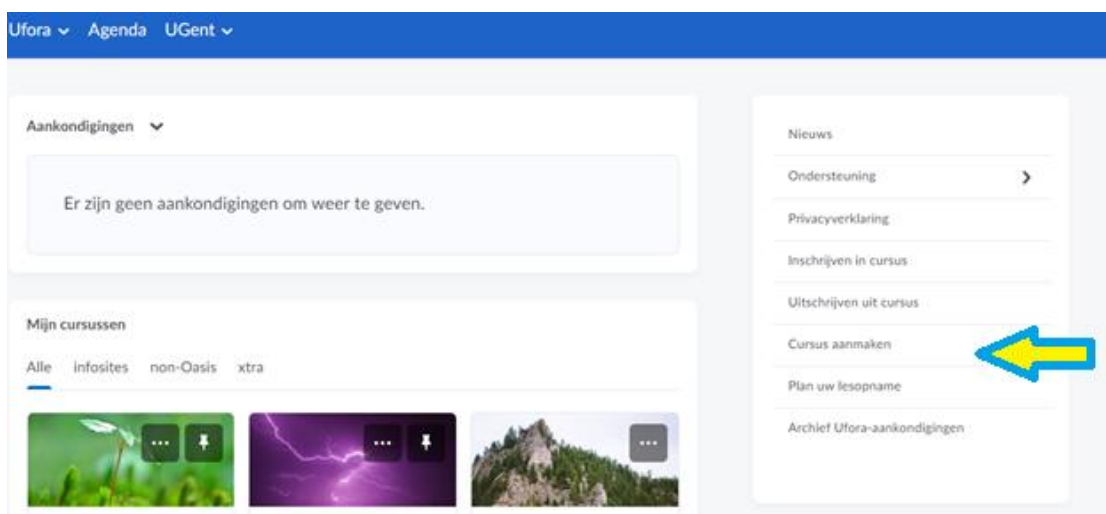 Ufora Agenda UGent
Aankondigingen
Er zijn geen aankondigingen om weer te geven.
Mijn cursussen
Alle infosites non-Oasis xtra
Nieuws
Ondersteuning
Privacyverklaring
Inschrijven in cursus
Uitschrijven uit cursus
Cursus aanmaken
Plan uw lesopname
Archief Ufora-aankondigingen